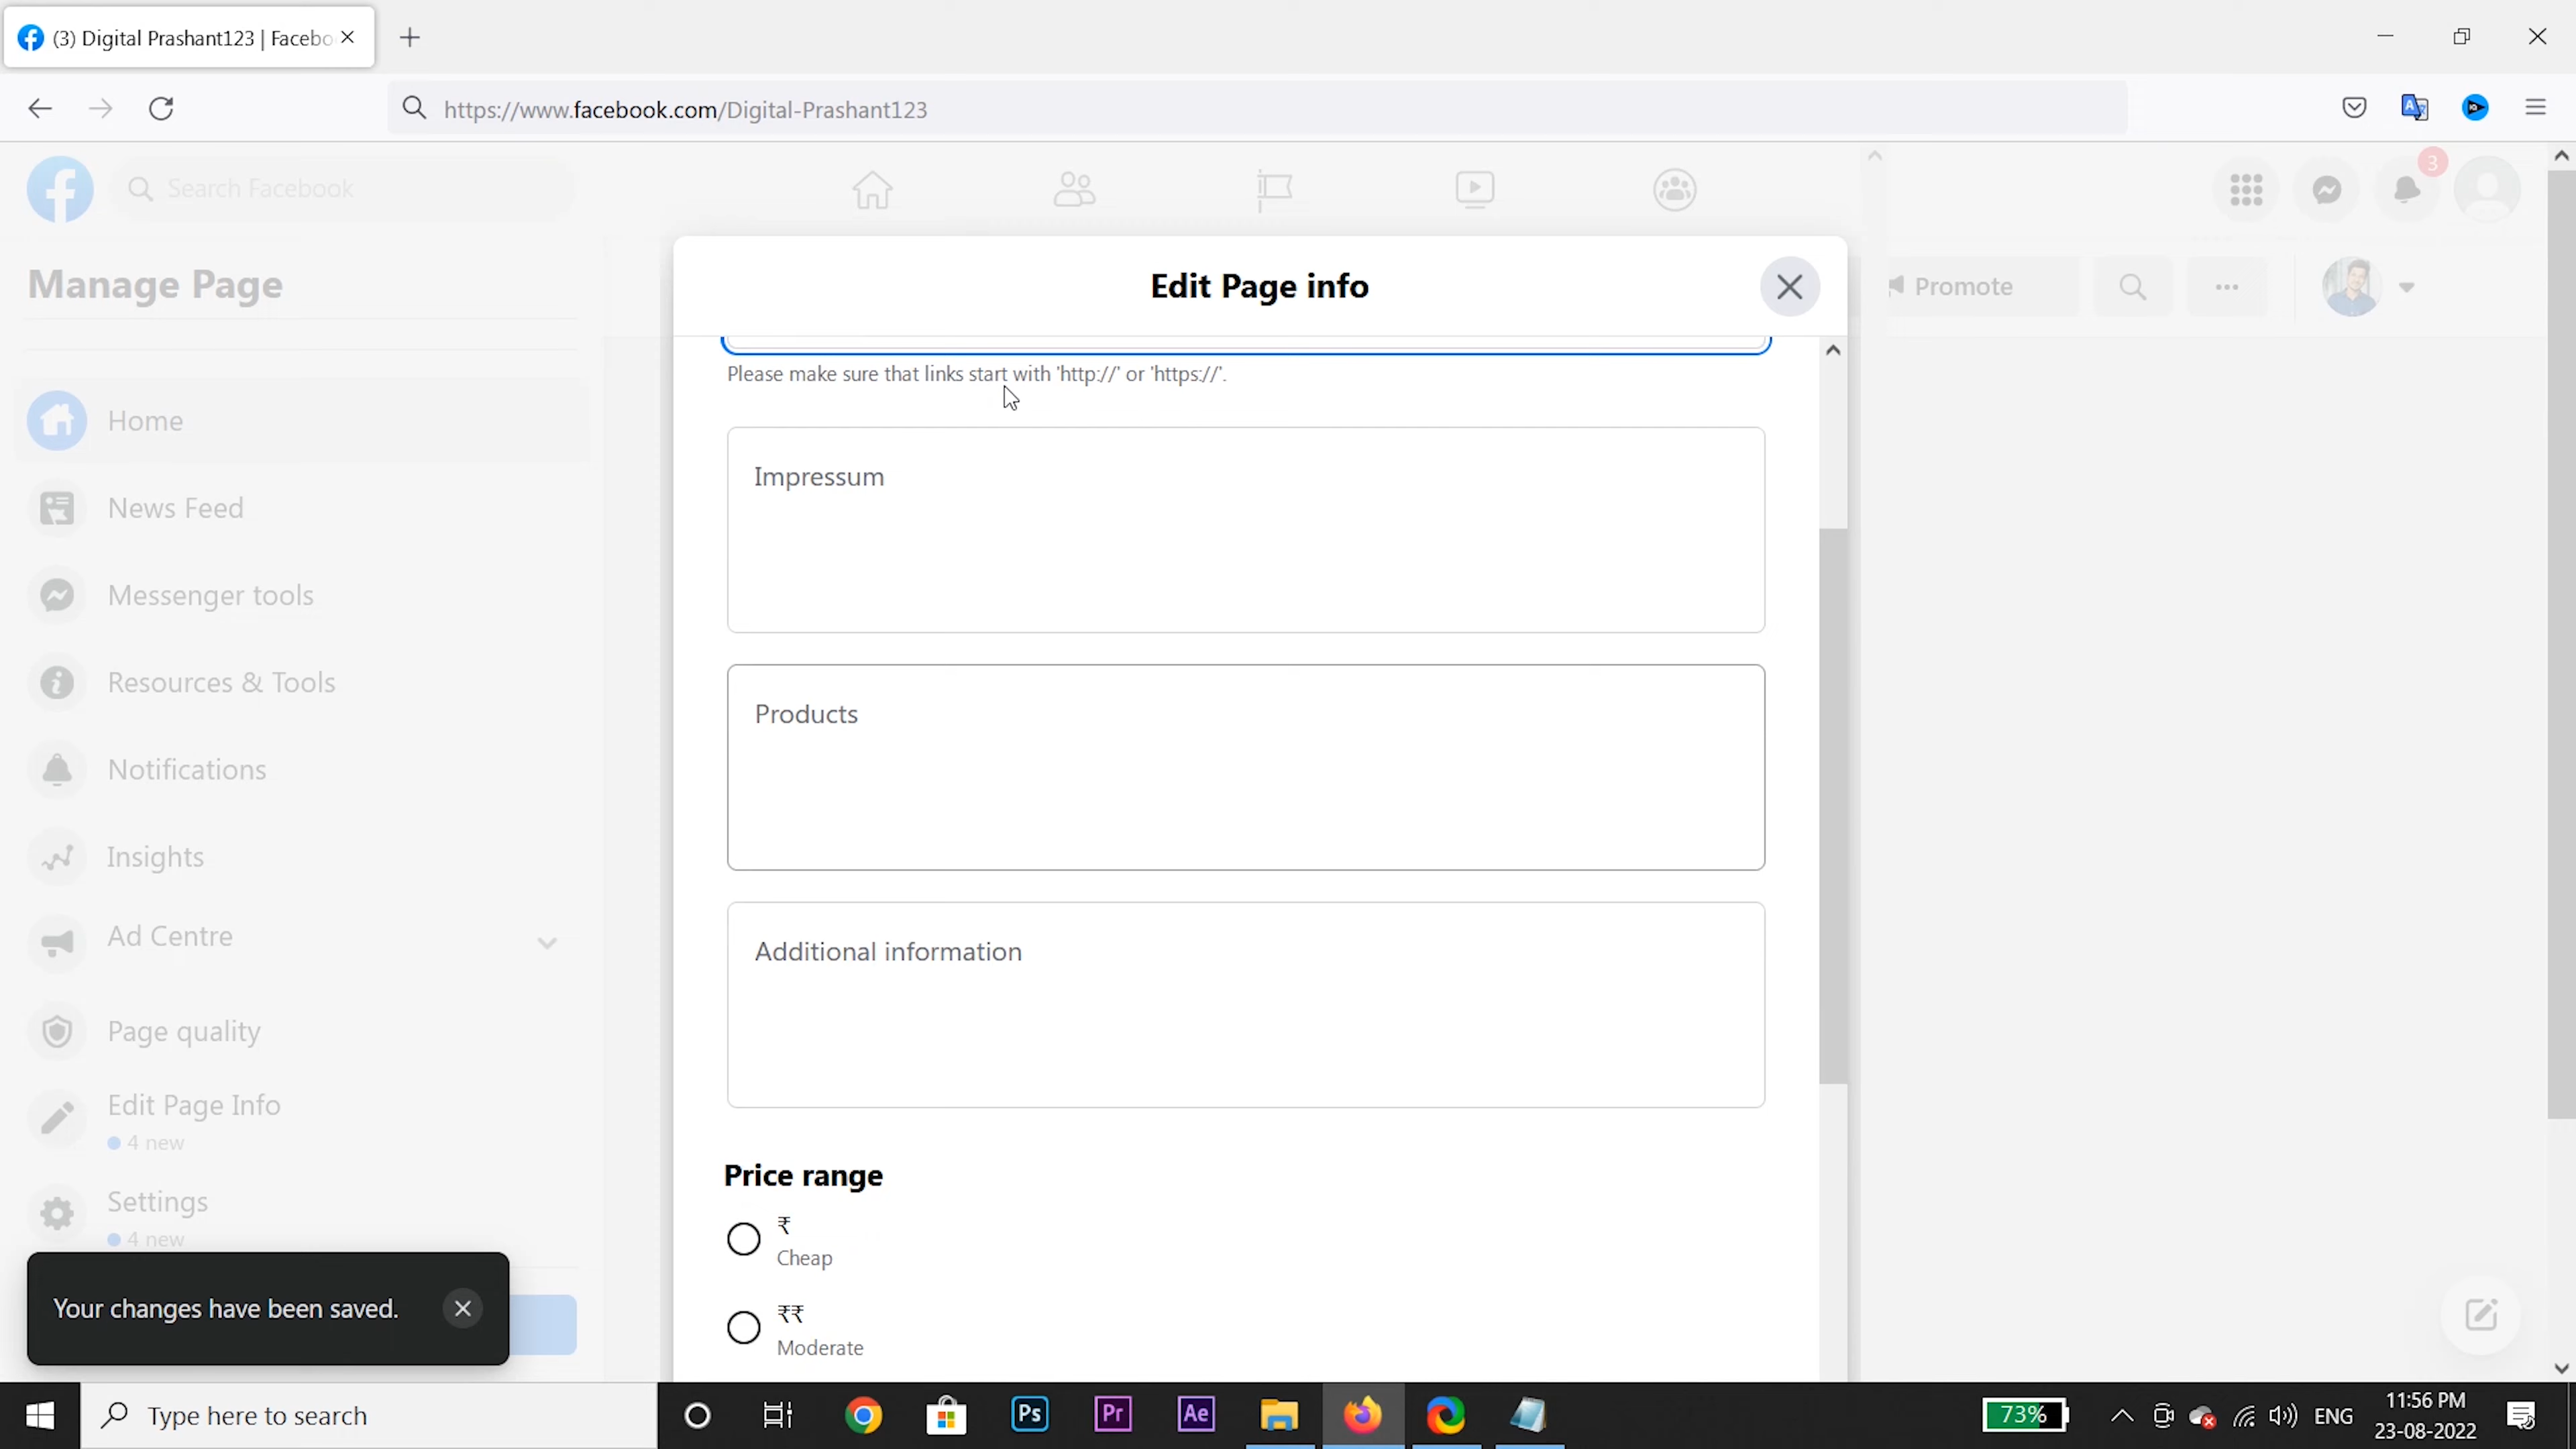 (3) Digital Prashant123 | Facebo
https://www.facebook.com/Digital-Prashant123
Search Facebook
3
Manage Page
Edit Page info
Promote
Please make sure that links start with 'http://' or 'https://'.
Home
Impressum
News Feed
Messenger tools
Resources & Tools
Products
Notifications
Insights
Ad Centre
Additional information
Page quality
Edit Page Info
4 new
Price range
Settings
4 new
₹
Cheap
Your changes have been saved.
₹₹
Moderate
Type here to search
Ps
Pr
Ae
73%
ENG
11:56 PM
23-08-2022